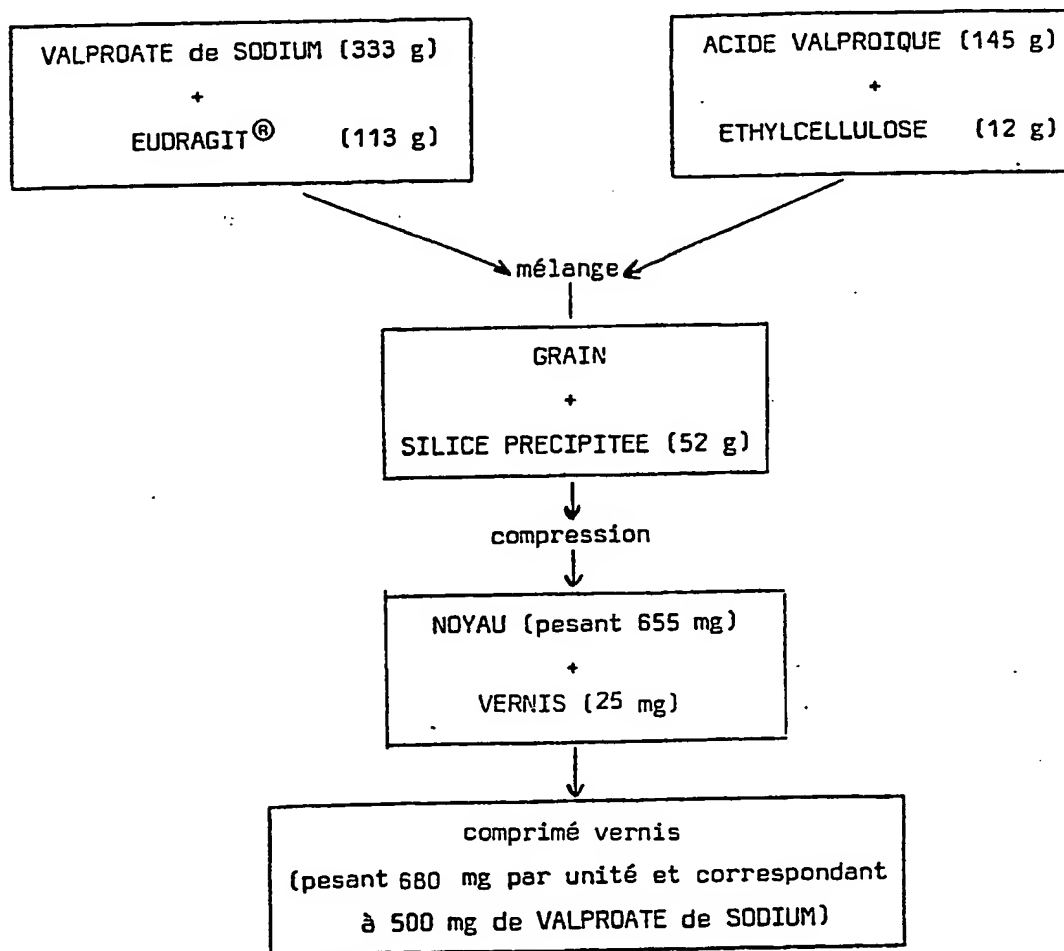 VALPROATE de SODIUM (333 g)
+
EUDRAGIT® (113 g)
ACIDE VALPROIQUE (145 g)
+
ETHYLCELLULOSE (12 g)
mélange
GRAIN
+
SILICE PRECIPITEE (52 g)
compression
NOYAU (pesant 655 mg)
+
VERNIS (25 mg)
comprimé vernis
(pesant 680 mg par unité et correspondant
à 500 mg de VALPROATE de SODIUM)